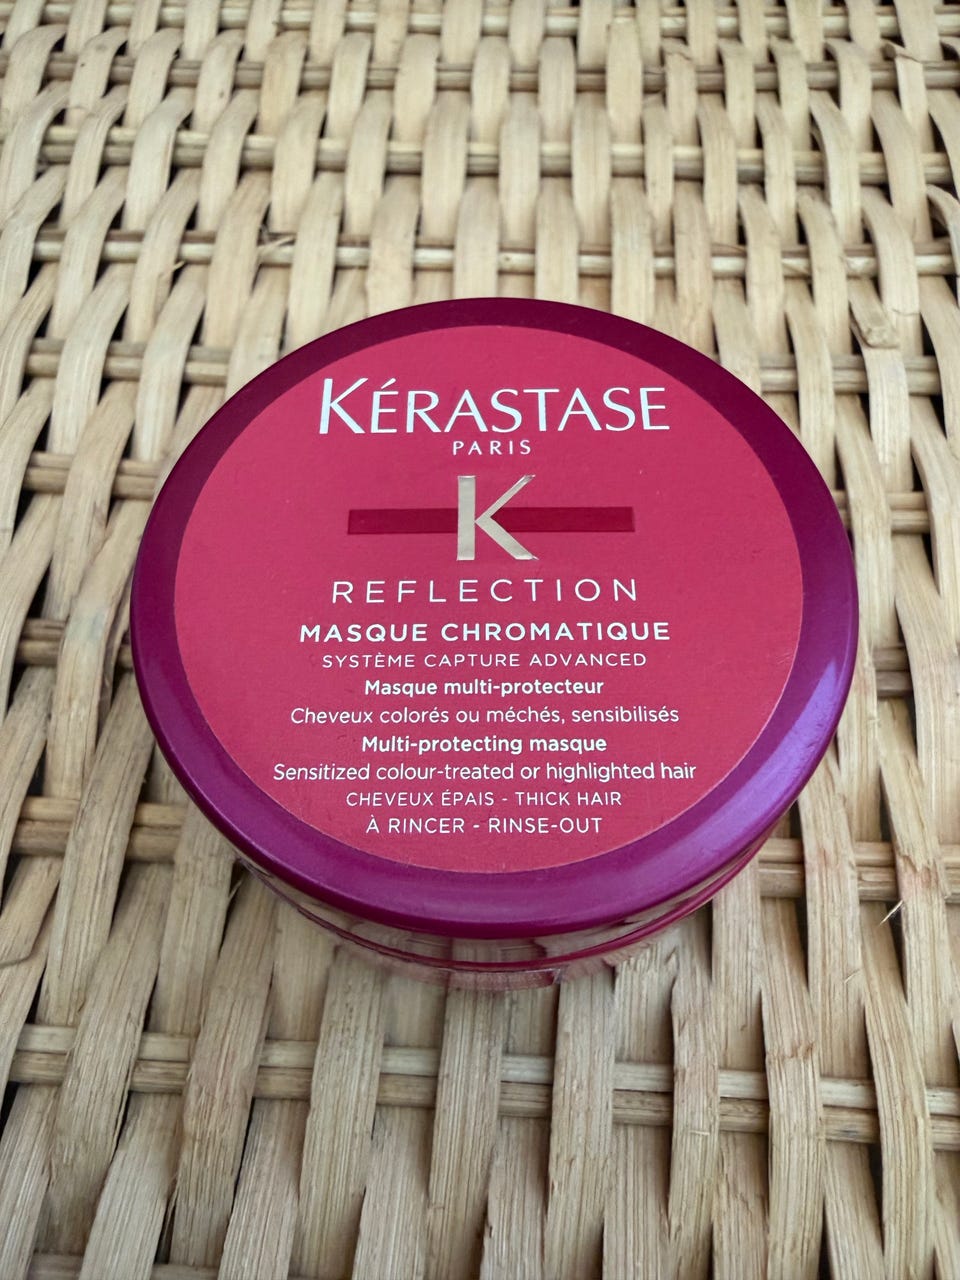 KÉRASTASE
PARIS
K
REFLECTION
MASQUE CHROMATIQUE
SYSTÈME CAPTURE ADVANCED
Masque multi-protecteur
Cheveux colorés ou méchés, sensibilisés
Multi-protecting masque
Sensitized colour-treated or highlighted hair
CHEVEUX ÉPAIS - THICK HAIR
À RINCER - RINSE-OUT